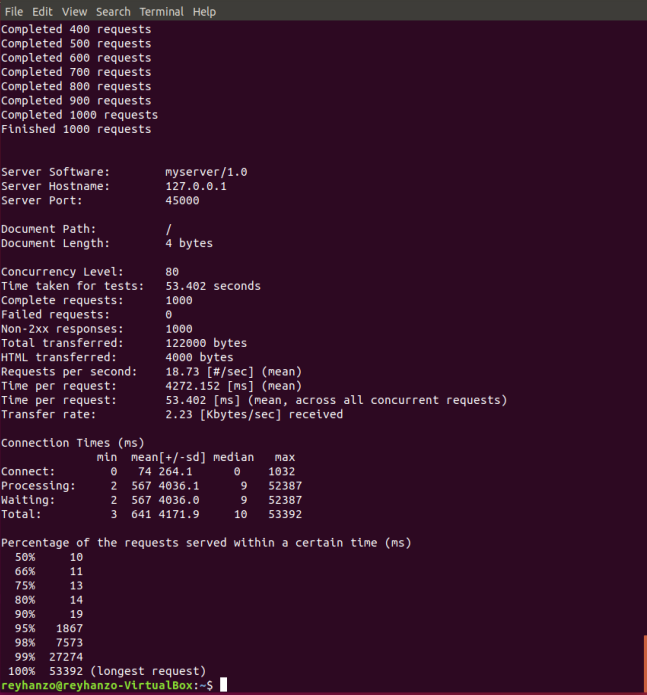 File Edit View Search Terminal Help
Completed 400 requests
Completed 500 requests
Completed 600 requests
Completed 700 requests
Completed 800 requests
Completed 900 requests
Completed 1000 requests
Finished 1000 requests
Server Software: myserver/1.0
Server Hostname: 127.0.0.1
Server Port: 45000
Document Path: /
Document Length: 4 bytes
Concurrency Level: 80
Time taken for tests: 53.402 seconds
Complete requests: 1000
Failed requests: 0
Non-2xx responses: 1000
Total transferred: 122000 bytes
HTML transferred: 4000 bytes
Requests per second: 18.73 [#/sec] (mean)
Time per request: 4272.152 [ms] (mean)
Time per request: 53.402 [ms] (mean, across all concurrent requests)
Transfer rate: 2.23 [Kbytes/sec] received
Connection Times (ms)
min mean[+/-sd] median max
Connect: 0 74 264.1 0 1032
Processing: 2 567 4036.1 9 52387
Waiting: 2 567 4036.0 9 52387
Total: 3 641 4171.9 10 53392
Percentage of the requests served within a certain time (ms)
50% 10
66% 11
75% 13
80% 14
90% 19
95% 1867
98% 7573
99% 27274
100% 53392 (longest request)
reyhanzo@reyhanzo-VirtualBox:~$